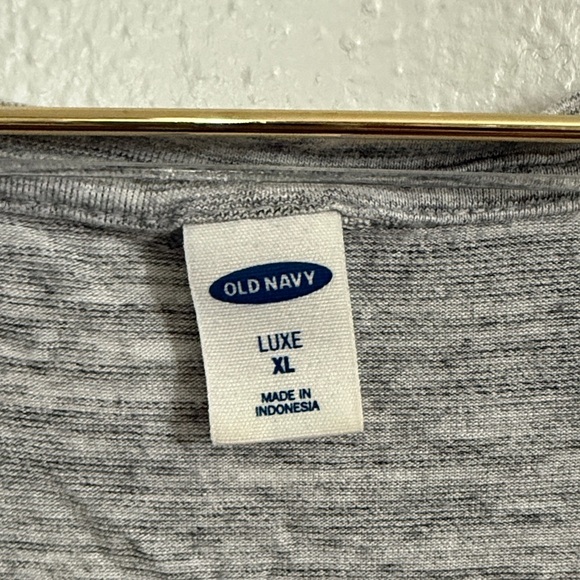 OLD NAVY
LUXE
XL
MADE IN
INDONESIA